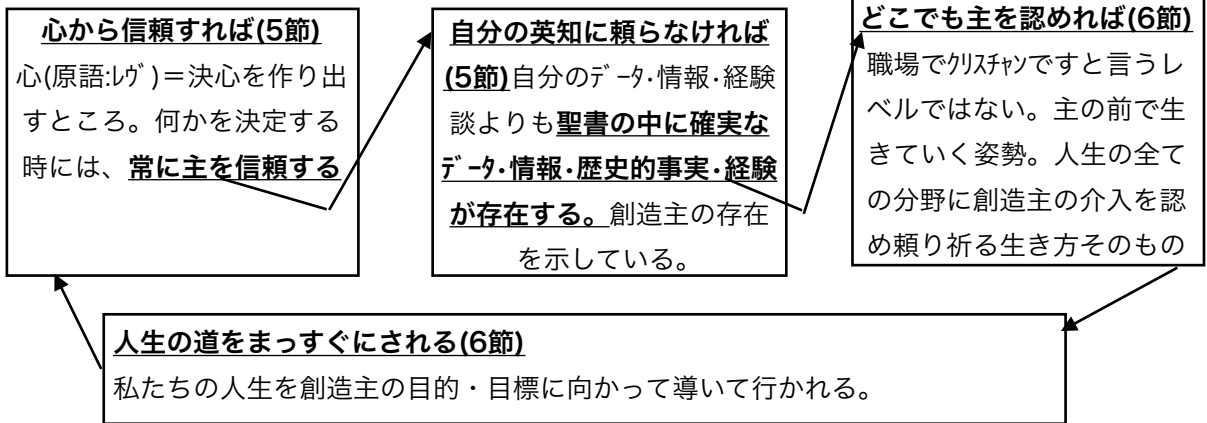 心から信頼すれば(5節)
心(原語:ﾚｳﾞ)＝決心を作り出
すところ。何かを決定する
時には、常に主を信頼する
自分の英知に頼らなければ
(5節)自分のﾃﾞｰﾀ･情報･経験
談よりも聖書の中に確実な
ﾃﾞｰﾀ･情報･歴史的事実･経験
が存在する。創造主の存在
を示している。
どこでも主を認めれば(6節)
職場でｸﾘｽﾁｬﾝですと言うレ
ベルではない。主の前で生
きていく姿勢。人生の全て
の分野に創造主の介入を認
め頼り祈る生き方そのもの
人生の道をまっすぐにされる(6節)
私たちの人生を創造主の目的・目標に向かって導いて行かれる。